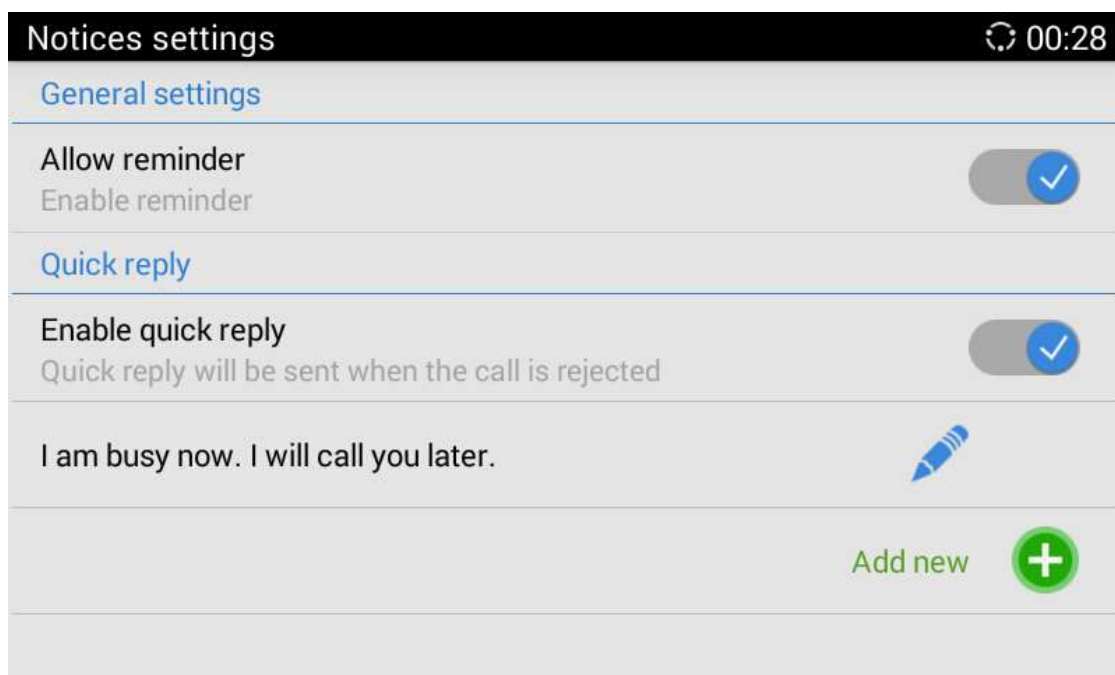 Notices settings
00:28
General settings
Allow reminder
Enable reminder
Quick reply
Enable quick reply
Quick reply will be sent when the call is rejected
I am busy now. I will call you later.
Add new